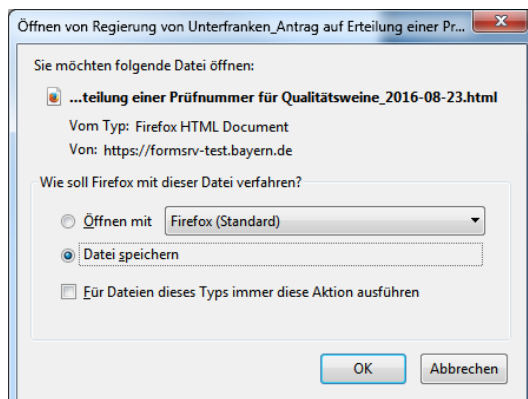 Öffnen von Regierung von Unterfranken_Antrag auf Erteilung einer Pr...
Sie möchten folgende Datei öffnen:
...teilung einer Prüfnummer für Qualitätsweine_2016-08-23.html
Vom Typ: Firefox HTML Document
Von: https://formsrv-test.bayern.de
Wie soll Firefox mit dieser Datei verfahren?
Öffnen mit Firefox (Standard)
Datei speichern
Für Dateien dieses Typs immer diese Aktion ausführen
OK Abbrechen